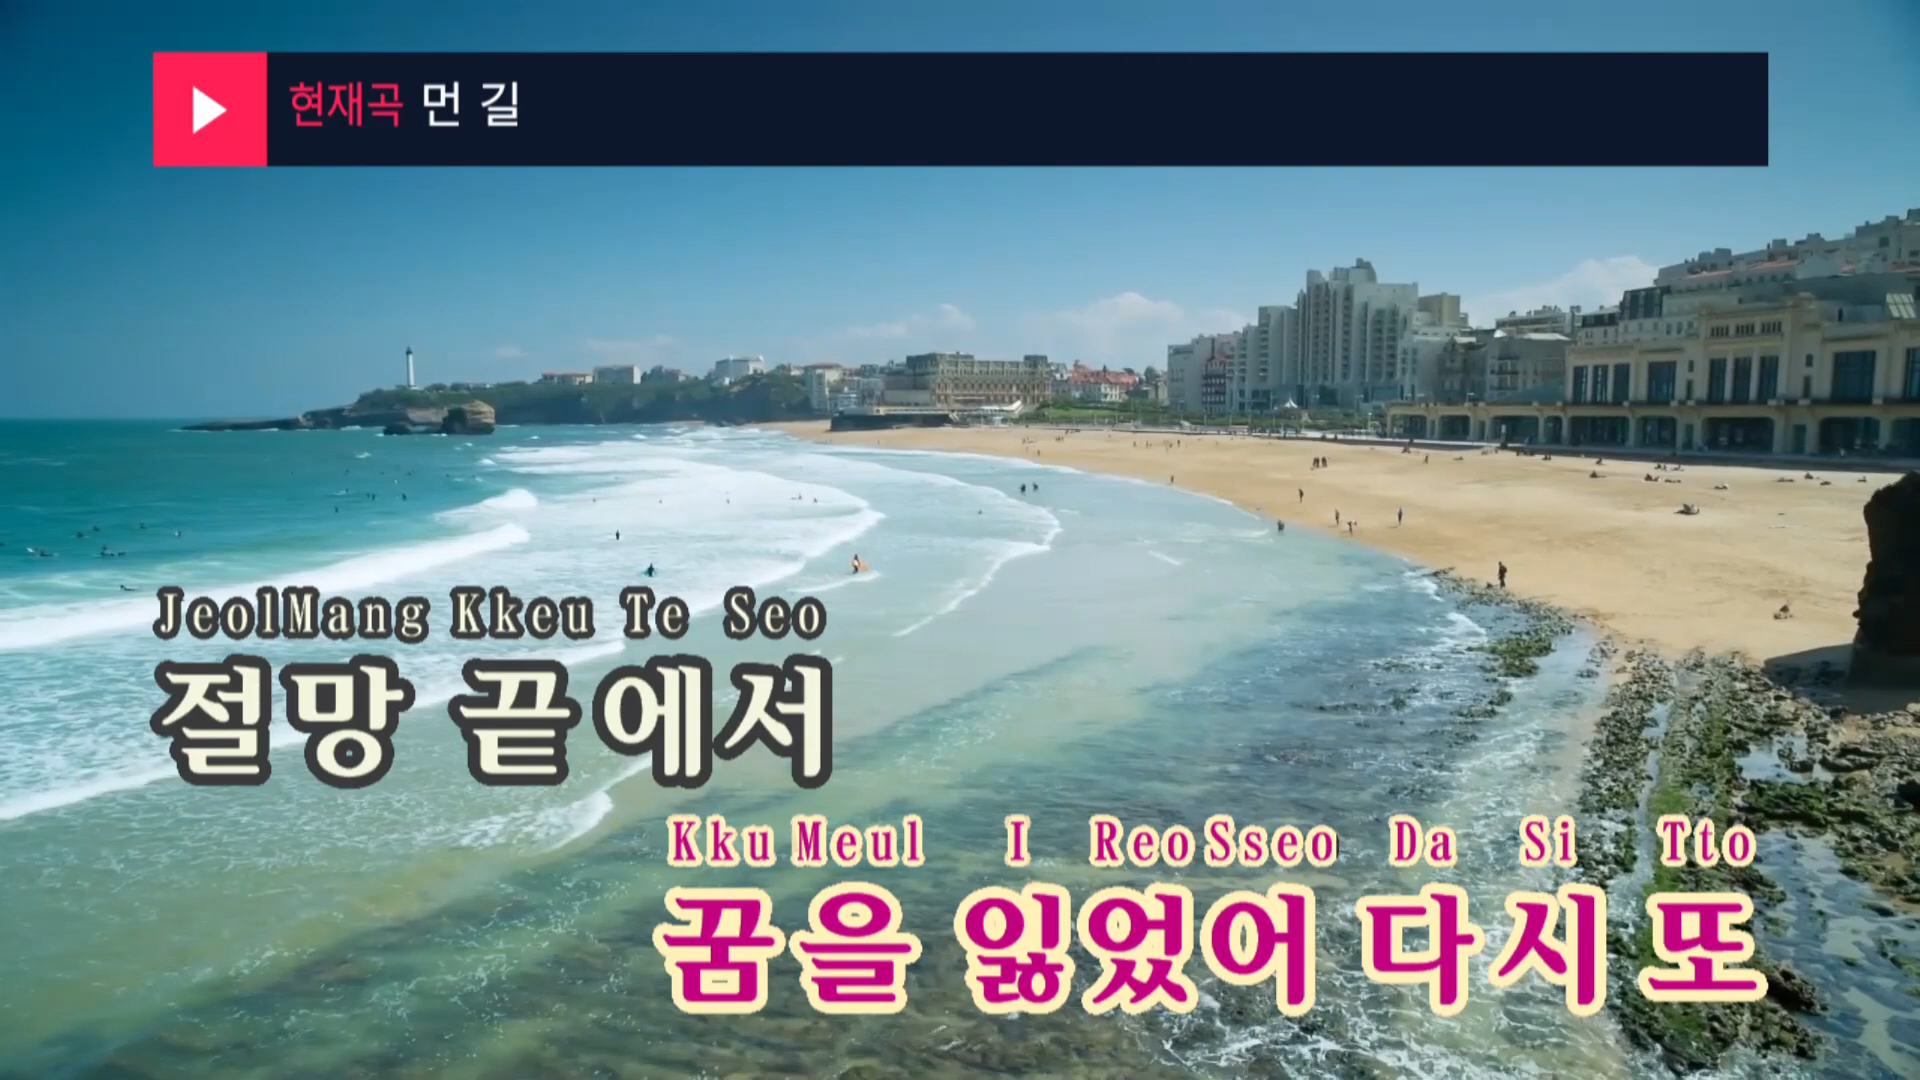 현재곡 먼 길
JeolMang Kkeu Te Seo
절망 끝에서
Kku Meul I Reo Sseo Da Si Tto
꿈을 잃었어 다시 또